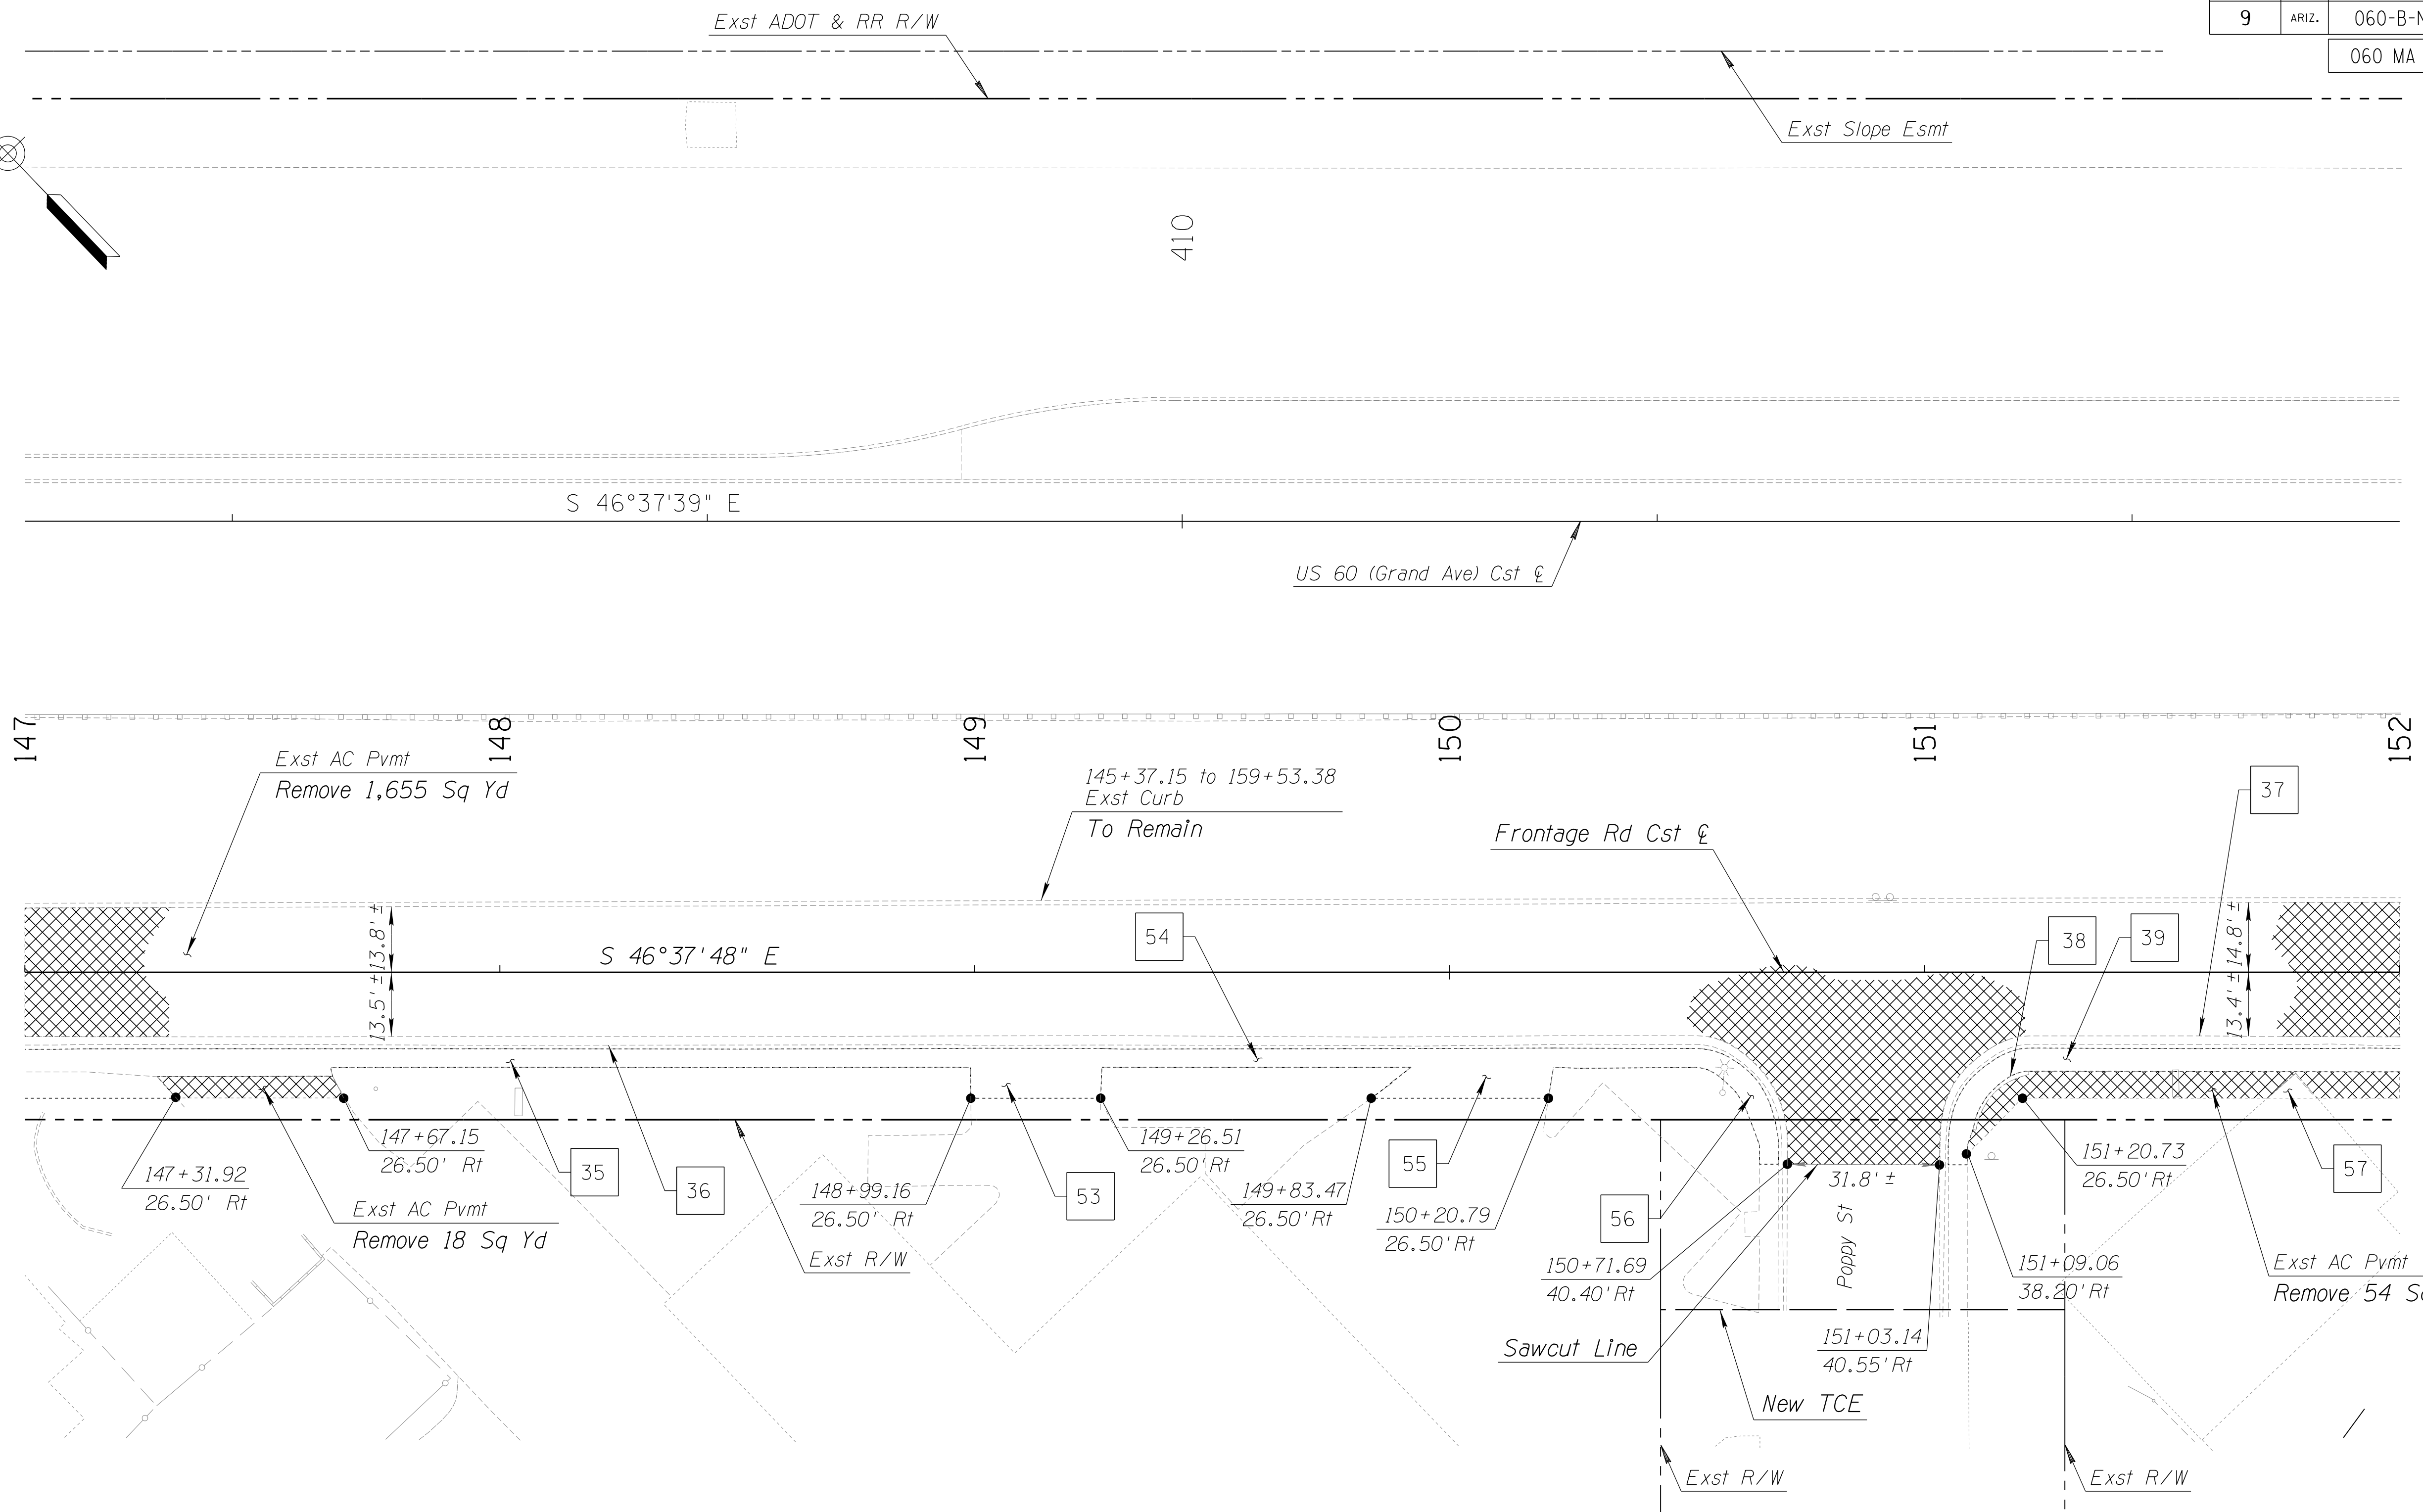 9 ARIZ. 060-B-N
060 MA
Exst ADOT & RR R/W
Exst Slope Esmt
410
S 46°37'39" E
US 60 (Grand Ave) Cst ℄
147
148
149
150
151
152
Exst AC Pvmt
Remove 1,655 Sq Yd
145+37.15 to 159+53.38
Exst Curb
To Remain
37
Frontage Rd Cst ℄
13.8' ±
13.5' ±
S 46°37'48" E
54
38
39
14.8' ±
13.4' ±
147+31.92
26.50' Rt
147+67.15
26.50' Rt
Exst AC Pvmt
Remove 18 Sq Yd
35
36
Exst R/W
148+99.16
26.50' Rt
53
149+26.51
26.50' Rt
149+83.47
26.50' Rt
55
150+20.79
26.50' Rt
56
150+71.69
40.40' Rt
Sawcut Line
31.8' ±
Poppy St
151+03.14
40.55' Rt
New TCE
151+20.73
26.50' Rt
151+09.06
38.20' Rt
57
Exst AC Pvmt
Remove 54 S
Exst R/W
Exst R/W